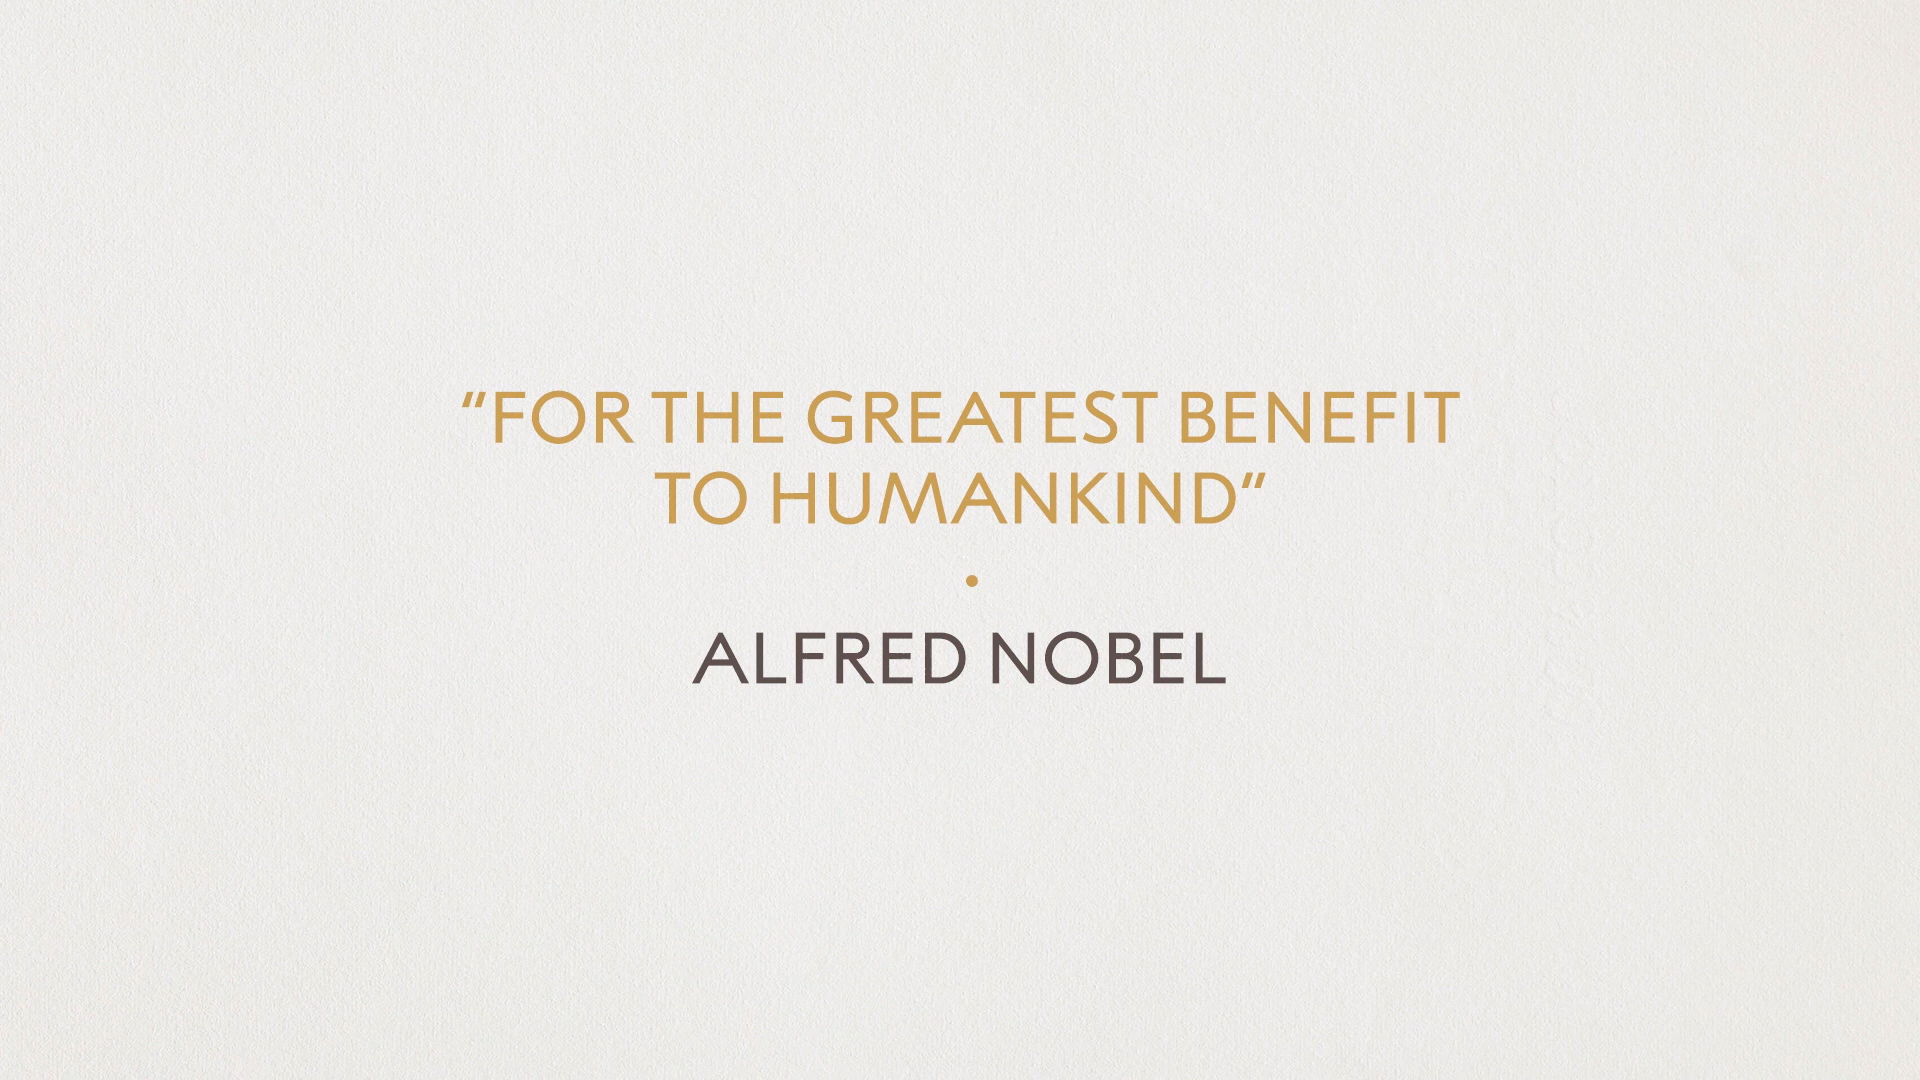 “FOR THE GREATEST BENEFIT
TO HUMANKIND“
•
ALFRED NOBEL